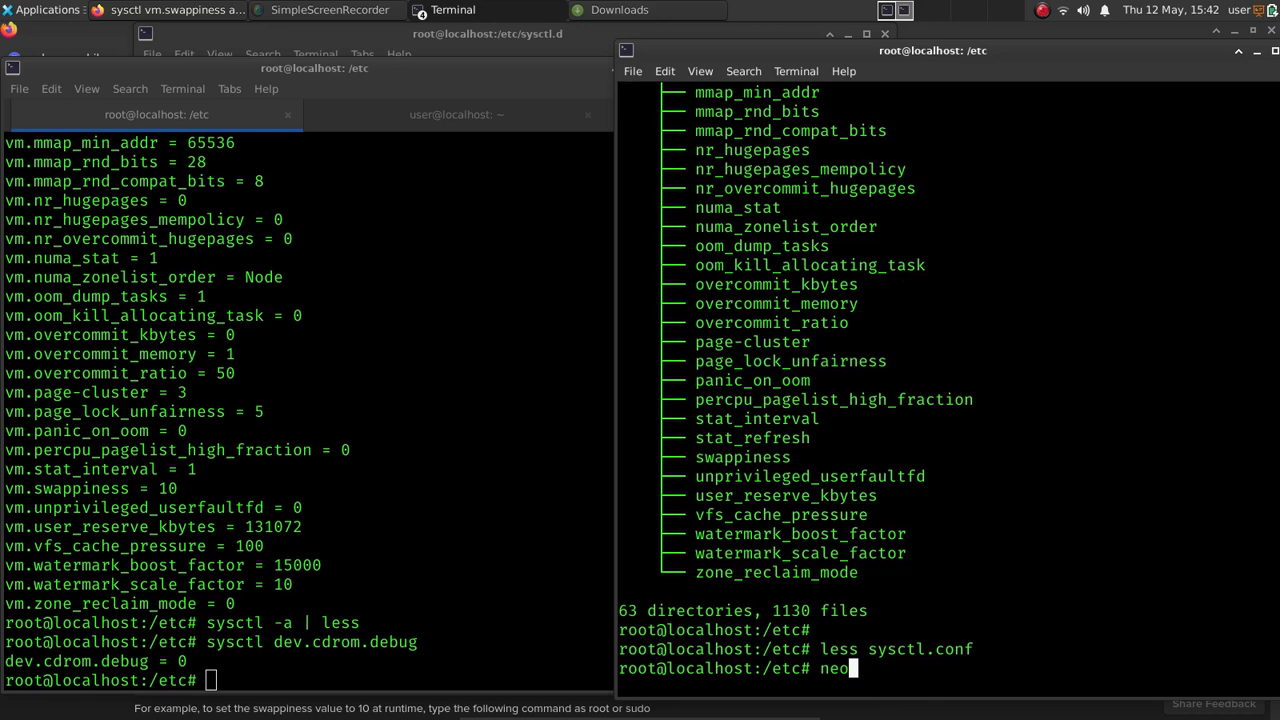 Applications
sysctl vm.swappiness a...
SimpleScreenRecorder
4
Terminal
Downloads
Thu 12 May, 15:42
user
root@localhost:/etc/sysctl.d
root@localhost: /etc
File Edit View Search Terminal Tabs Help
root@localhost: /etc
user@localhost: ~
vm.mmap_min_addr = 65536
vm.mmap_rnd_bits = 28
vm.mmap_rnd_compat_bits = 8
vm.nr_hugepages = 0
vm.nr_hugepages_mempolicy = 0
vm.nr_overcommit_hugepages = 0
vm.numa_stat = 1
vm.numa_zonelist_order = Node
vm.oom_dump_tasks = 1
vm.oom_kill_allocating_task = 0
vm.overcommit_kbytes = 0
vm.overcommit_memory = 1
vm.overcommit_ratio = 50
vm.page-cluster = 3
vm.page_lock_unfairness = 5
vm.panic_on_oom = 0
vm.percpu_pagelist_high_fraction = 0
vm.stat_interval = 1
vm.swappiness = 10
vm.unprivileged_userfaultfd = 0
vm.user_reserve_kbytes = 131072
vm.vfs_cache_pressure = 100
vm.watermark_boost_factor = 15000
vm.watermark_scale_factor = 10
vm.zone_reclaim_mode = 0
root@localhost:/etc# sysctl -a | less
root@localhost:/etc# sysctl dev.cdrom.debug
dev.cdrom.debug = 0
root@localhost:/etc#
root@localhost: /etc
File Edit View Search Terminal Help
mmap_min_addr
mmap_rnd_bits
mmap_rnd_compat_bits
nr_hugepages
nr_hugepages_mempolicy
nr_overcommit_hugepages
numa_stat
numa_zonelist_order
oom_dump_tasks
oom_kill_allocating_task
overcommit_kbytes
overcommit_memory
overcommit_ratio
page-cluster
page_lock_unfairness
panic_on_oom
percpu_pagelist_high_fraction
stat_interval
stat_refresh
swappiness
unprivileged_userfaultfd
user_reserve_kbytes
vfs_cache_pressure
watermark_boost_factor
watermark_scale_factor
zone_reclaim_mode
63 directories, 1130 files
root@localhost:/etc#
root@localhost:/etc# less sysctl.conf
root@localhost:/etc# neo
For example, to set the swappiness value to 10 at runtime, type the following command as root or sudo
Share Feedback